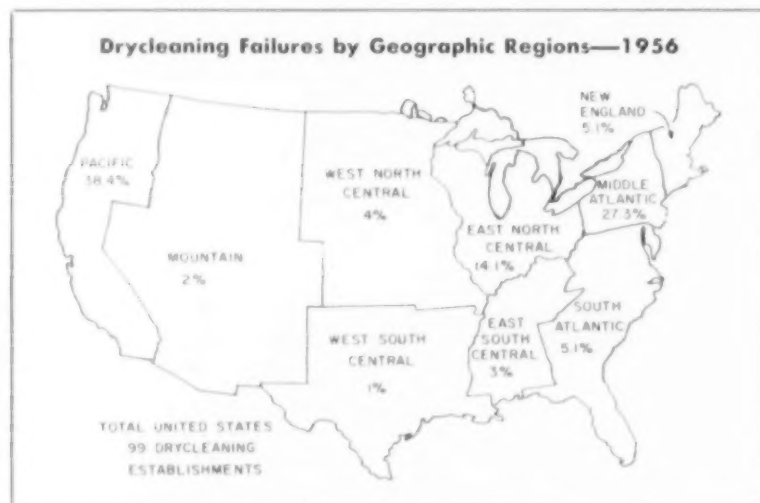 Drycleaning Failures by Geographic Regions—1956
NEW
ENGLAND
5.1%
PACIFIC
38.4%
WEST NORTH
CENTRAL
4%
MIDDLE
ATLANTIC
27.3%
EAST NORTH
CENTRAL
14.1%
MOUNTAIN
2%
SOUTH
ATLANTIC
5.1%
WEST SOUTH
CENTRAL
1%
EAST
SOUTH
CENTRAL
3%
TOTAL UNITED STATES
99 DRYCLEANING
ESTABLISHMENTS